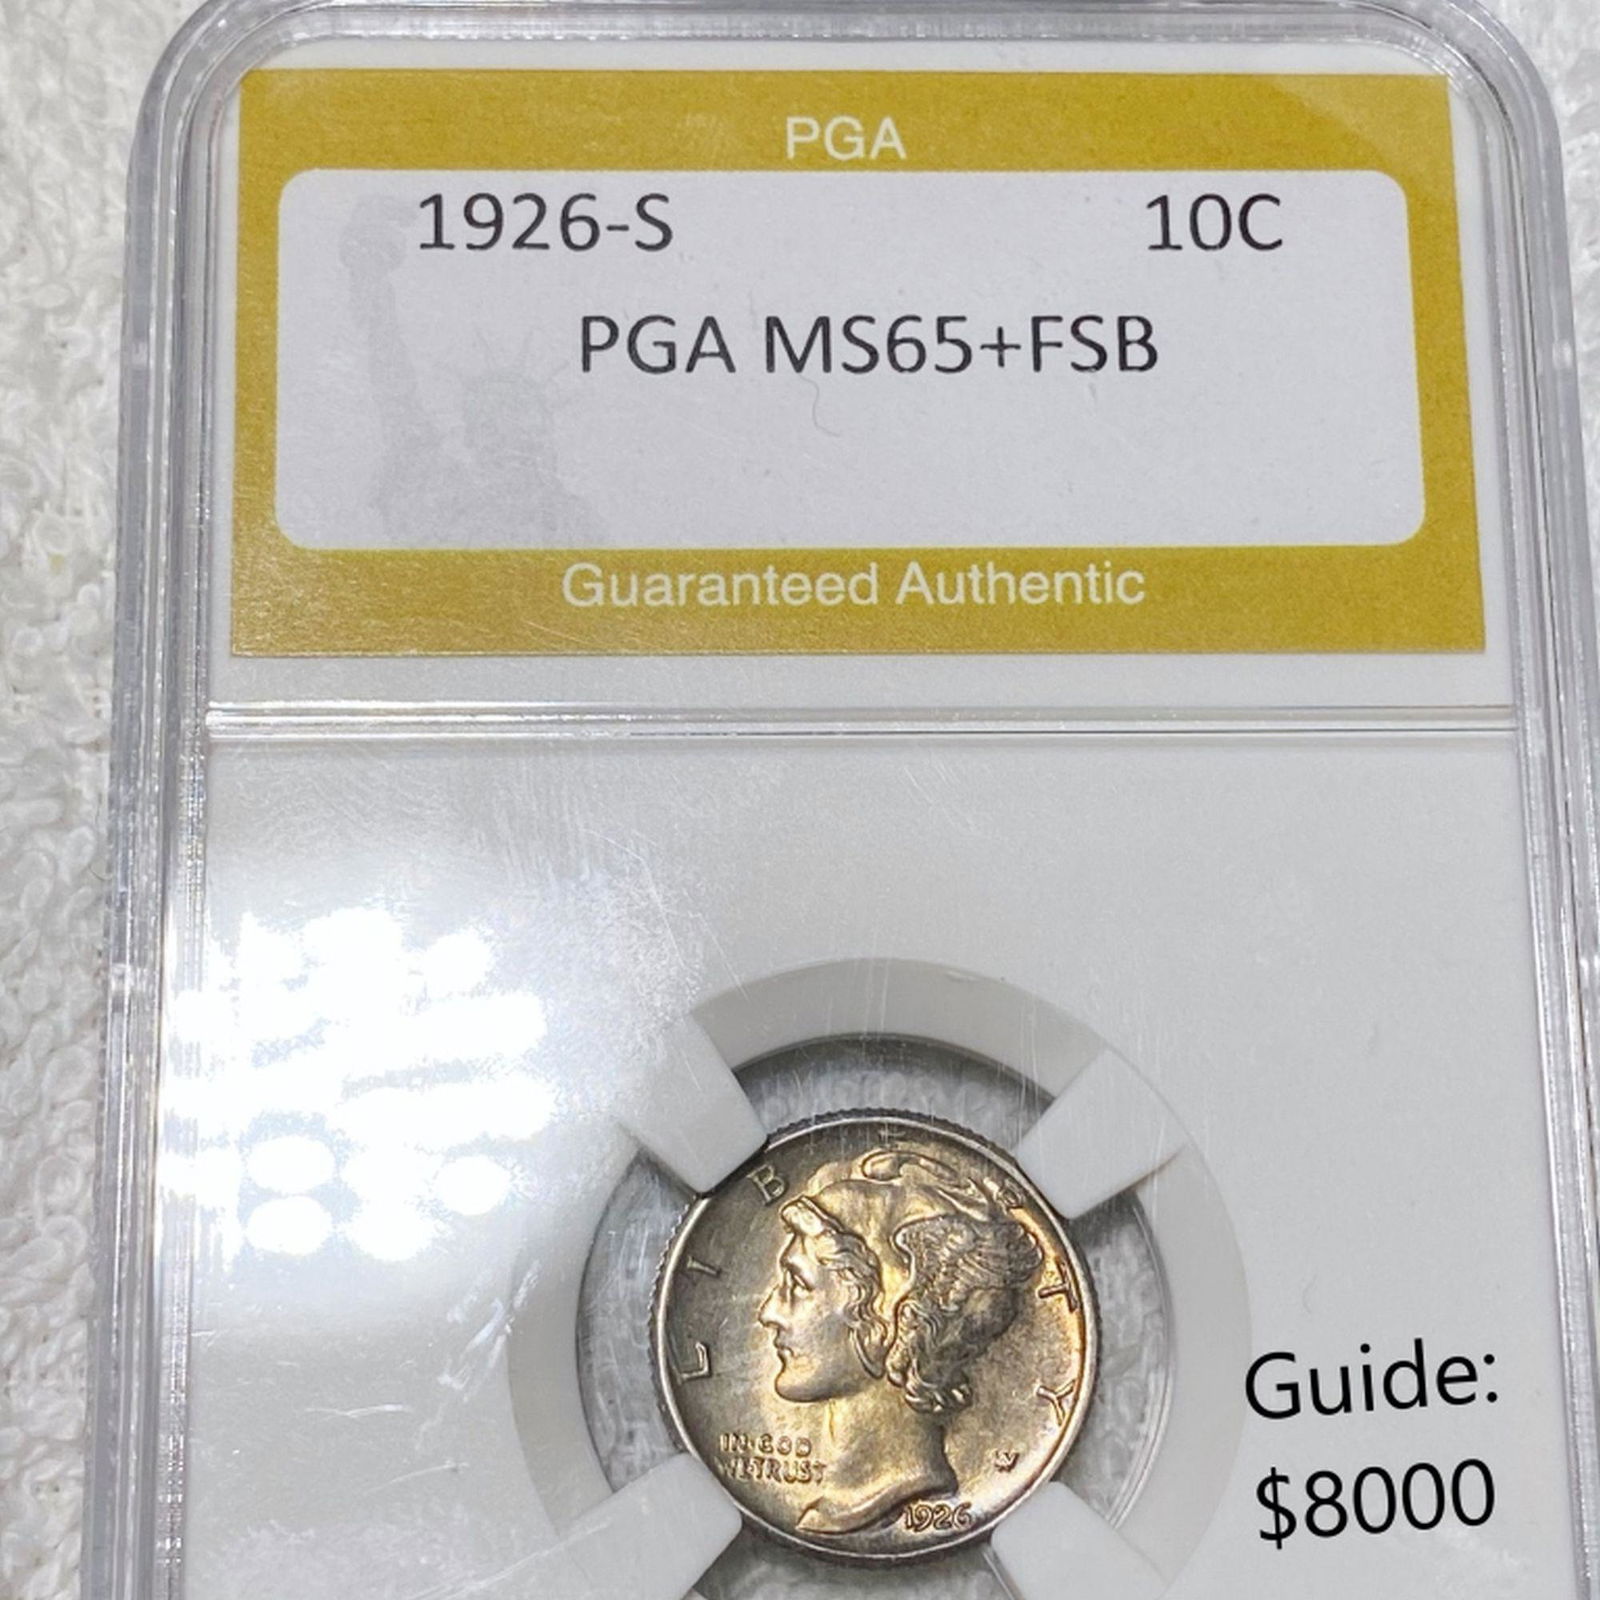 PGA
1926-S 10C
PGA MS65+FSB
Guaranteed Authentic
LIBERTY
IN·GOD
WE·TRUST
1926
Guide:
$8000